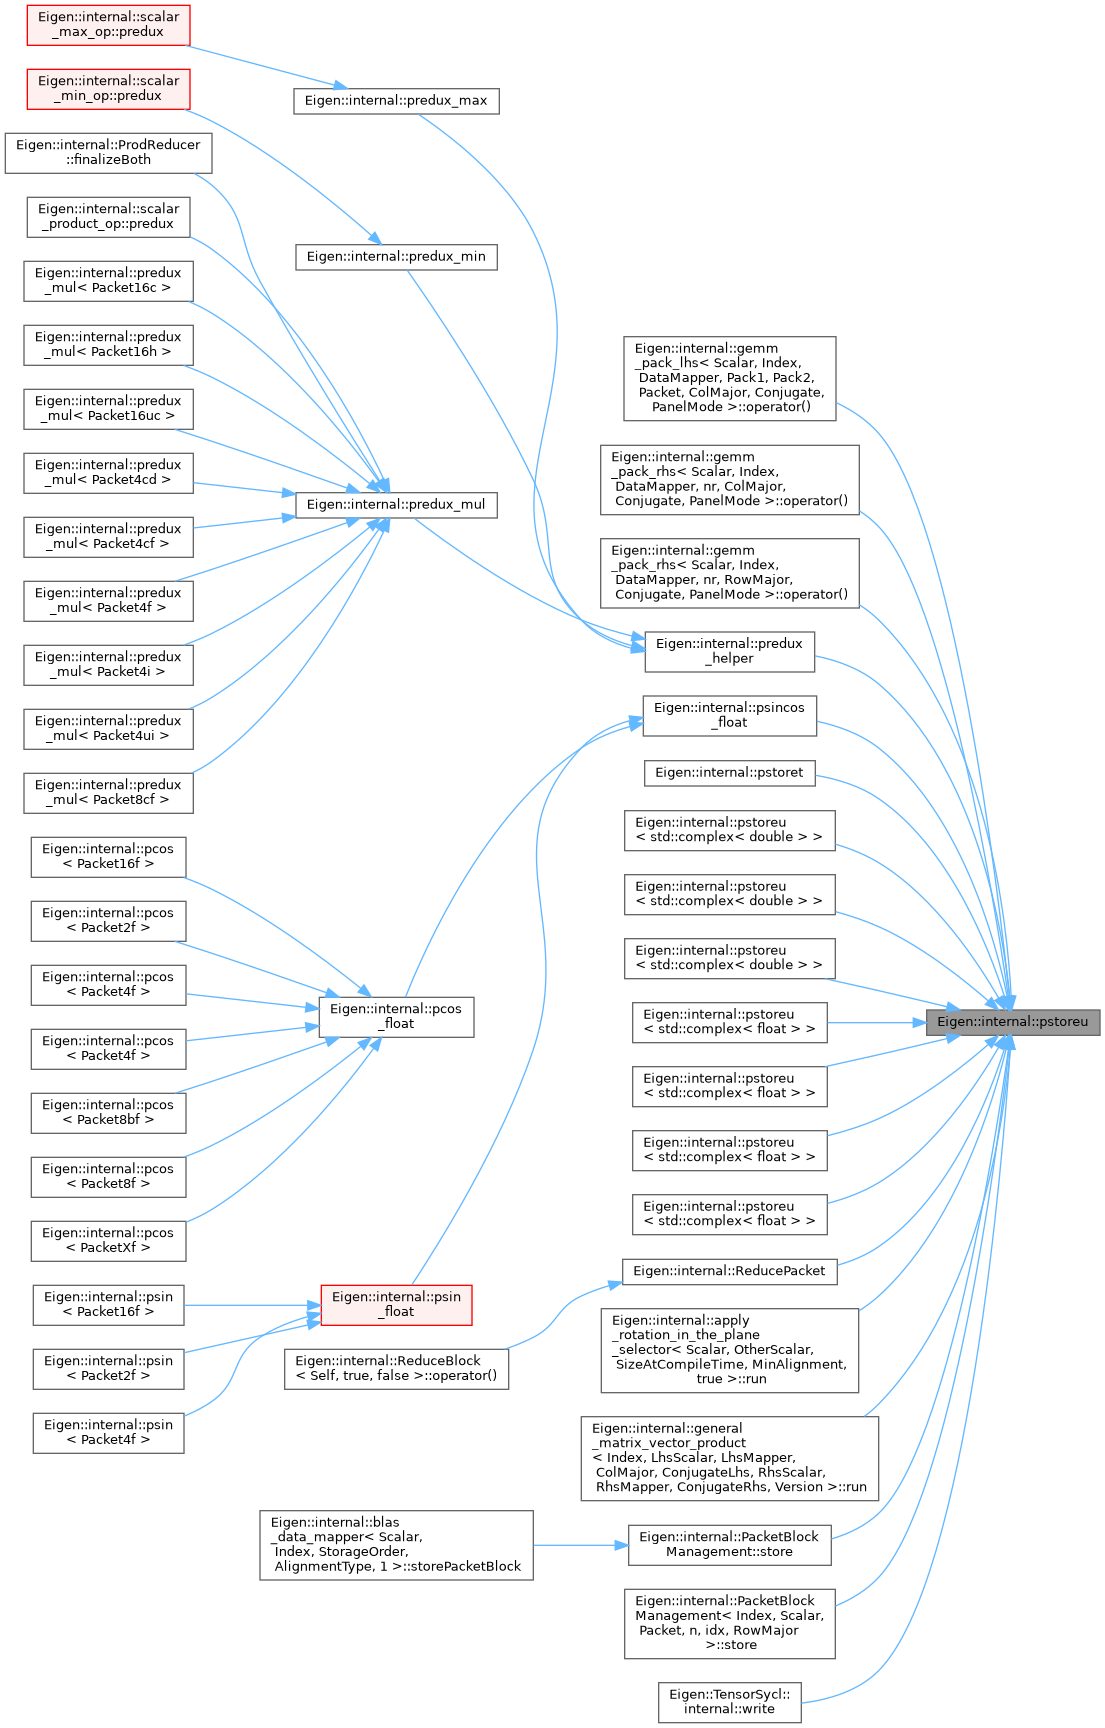 Eigen::internal::scalar
_max_op::predux
Eigen::internal::scalar
_min_op::predux
Eigen::internal::ProdReducer
::finalizeBoth
Eigen::internal::scalar
_product_op::predux
Eigen::internal::predux
_mul< Packet16c >
Eigen::internal::predux
_mul< Packet16h >
Eigen::internal::predux
_mul< Packet16uc >
Eigen::internal::predux
_mul< Packet4cd >
Eigen::internal::predux
_mul< Packet4cf >
Eigen::internal::predux
_mul< Packet4f >
Eigen::internal::predux
_mul< Packet4i >
Eigen::internal::predux
_mul< Packet4ui >
Eigen::internal::predux
_mul< Packet8cf >
Eigen::internal::pcos
< Packet16f >
Eigen::internal::pcos
< Packet2f >
Eigen::internal::pcos
< Packet4f >
Eigen::internal::pcos
< Packet4f >
Eigen::internal::pcos
< Packet8bf >
Eigen::internal::pcos
< Packet8f >
Eigen::internal::pcos
< PacketXf >
Eigen::internal::psin
< Packet16f >
Eigen::internal::psin
< Packet2f >
Eigen::internal::psin
< Packet4f >
Eigen::internal::predux_max
Eigen::internal::predux_min
Eigen::internal::predux_mul
Eigen::internal::pcos
_float
Eigen::internal::psin
_float
Eigen::internal::ReduceBlock
< Self, true, false >::operator()
Eigen::internal::blas
_data_mapper< Scalar,
Index, StorageOrder,
AlignmentType, 1 >::storePacketBlock
Eigen::internal::gemm
_pack_lhs< Scalar, Index,
DataMapper, Pack1, Pack2,
Packet, ColMajor, Conjugate,
PanelMode >::operator()
Eigen::internal::gemm
_pack_rhs< Scalar, Index,
DataMapper, nr, ColMajor,
Conjugate, PanelMode >::operator()
Eigen::internal::gemm
_pack_rhs< Scalar, Index,
DataMapper, nr, RowMajor,
Conjugate, PanelMode >::operator()
Eigen::internal::predux
_helper
Eigen::internal::psincos
_float
Eigen::internal::pstoret
Eigen::internal::pstoreu
< std::complex< double > >
Eigen::internal::pstoreu
< std::complex< double > >
Eigen::internal::pstoreu
< std::complex< double > >
Eigen::internal::pstoreu
< std::complex< float > >
Eigen::internal::pstoreu
< std::complex< float > >
Eigen::internal::pstoreu
< std::complex< float > >
Eigen::internal::pstoreu
< std::complex< float > >
Eigen::internal::ReducePacket
Eigen::internal::apply
_rotation_in_the_plane
_selector< Scalar, OtherScalar,
SizeAtCompileTime, MinAlignment,
true >::run
Eigen::internal::general
_matrix_vector_product
< Index, LhsScalar, LhsMapper,
ColMajor, ConjugateLhs, RhsScalar,
RhsMapper, ConjugateRhs, Version >::run
Eigen::internal::PacketBlock
Management::store
Eigen::internal::PacketBlock
Management< Index, Scalar,
Packet, n, idx, RowMajor
>::store
Eigen::TensorSycl::
internal::write
Eigen::internal::pstoreu